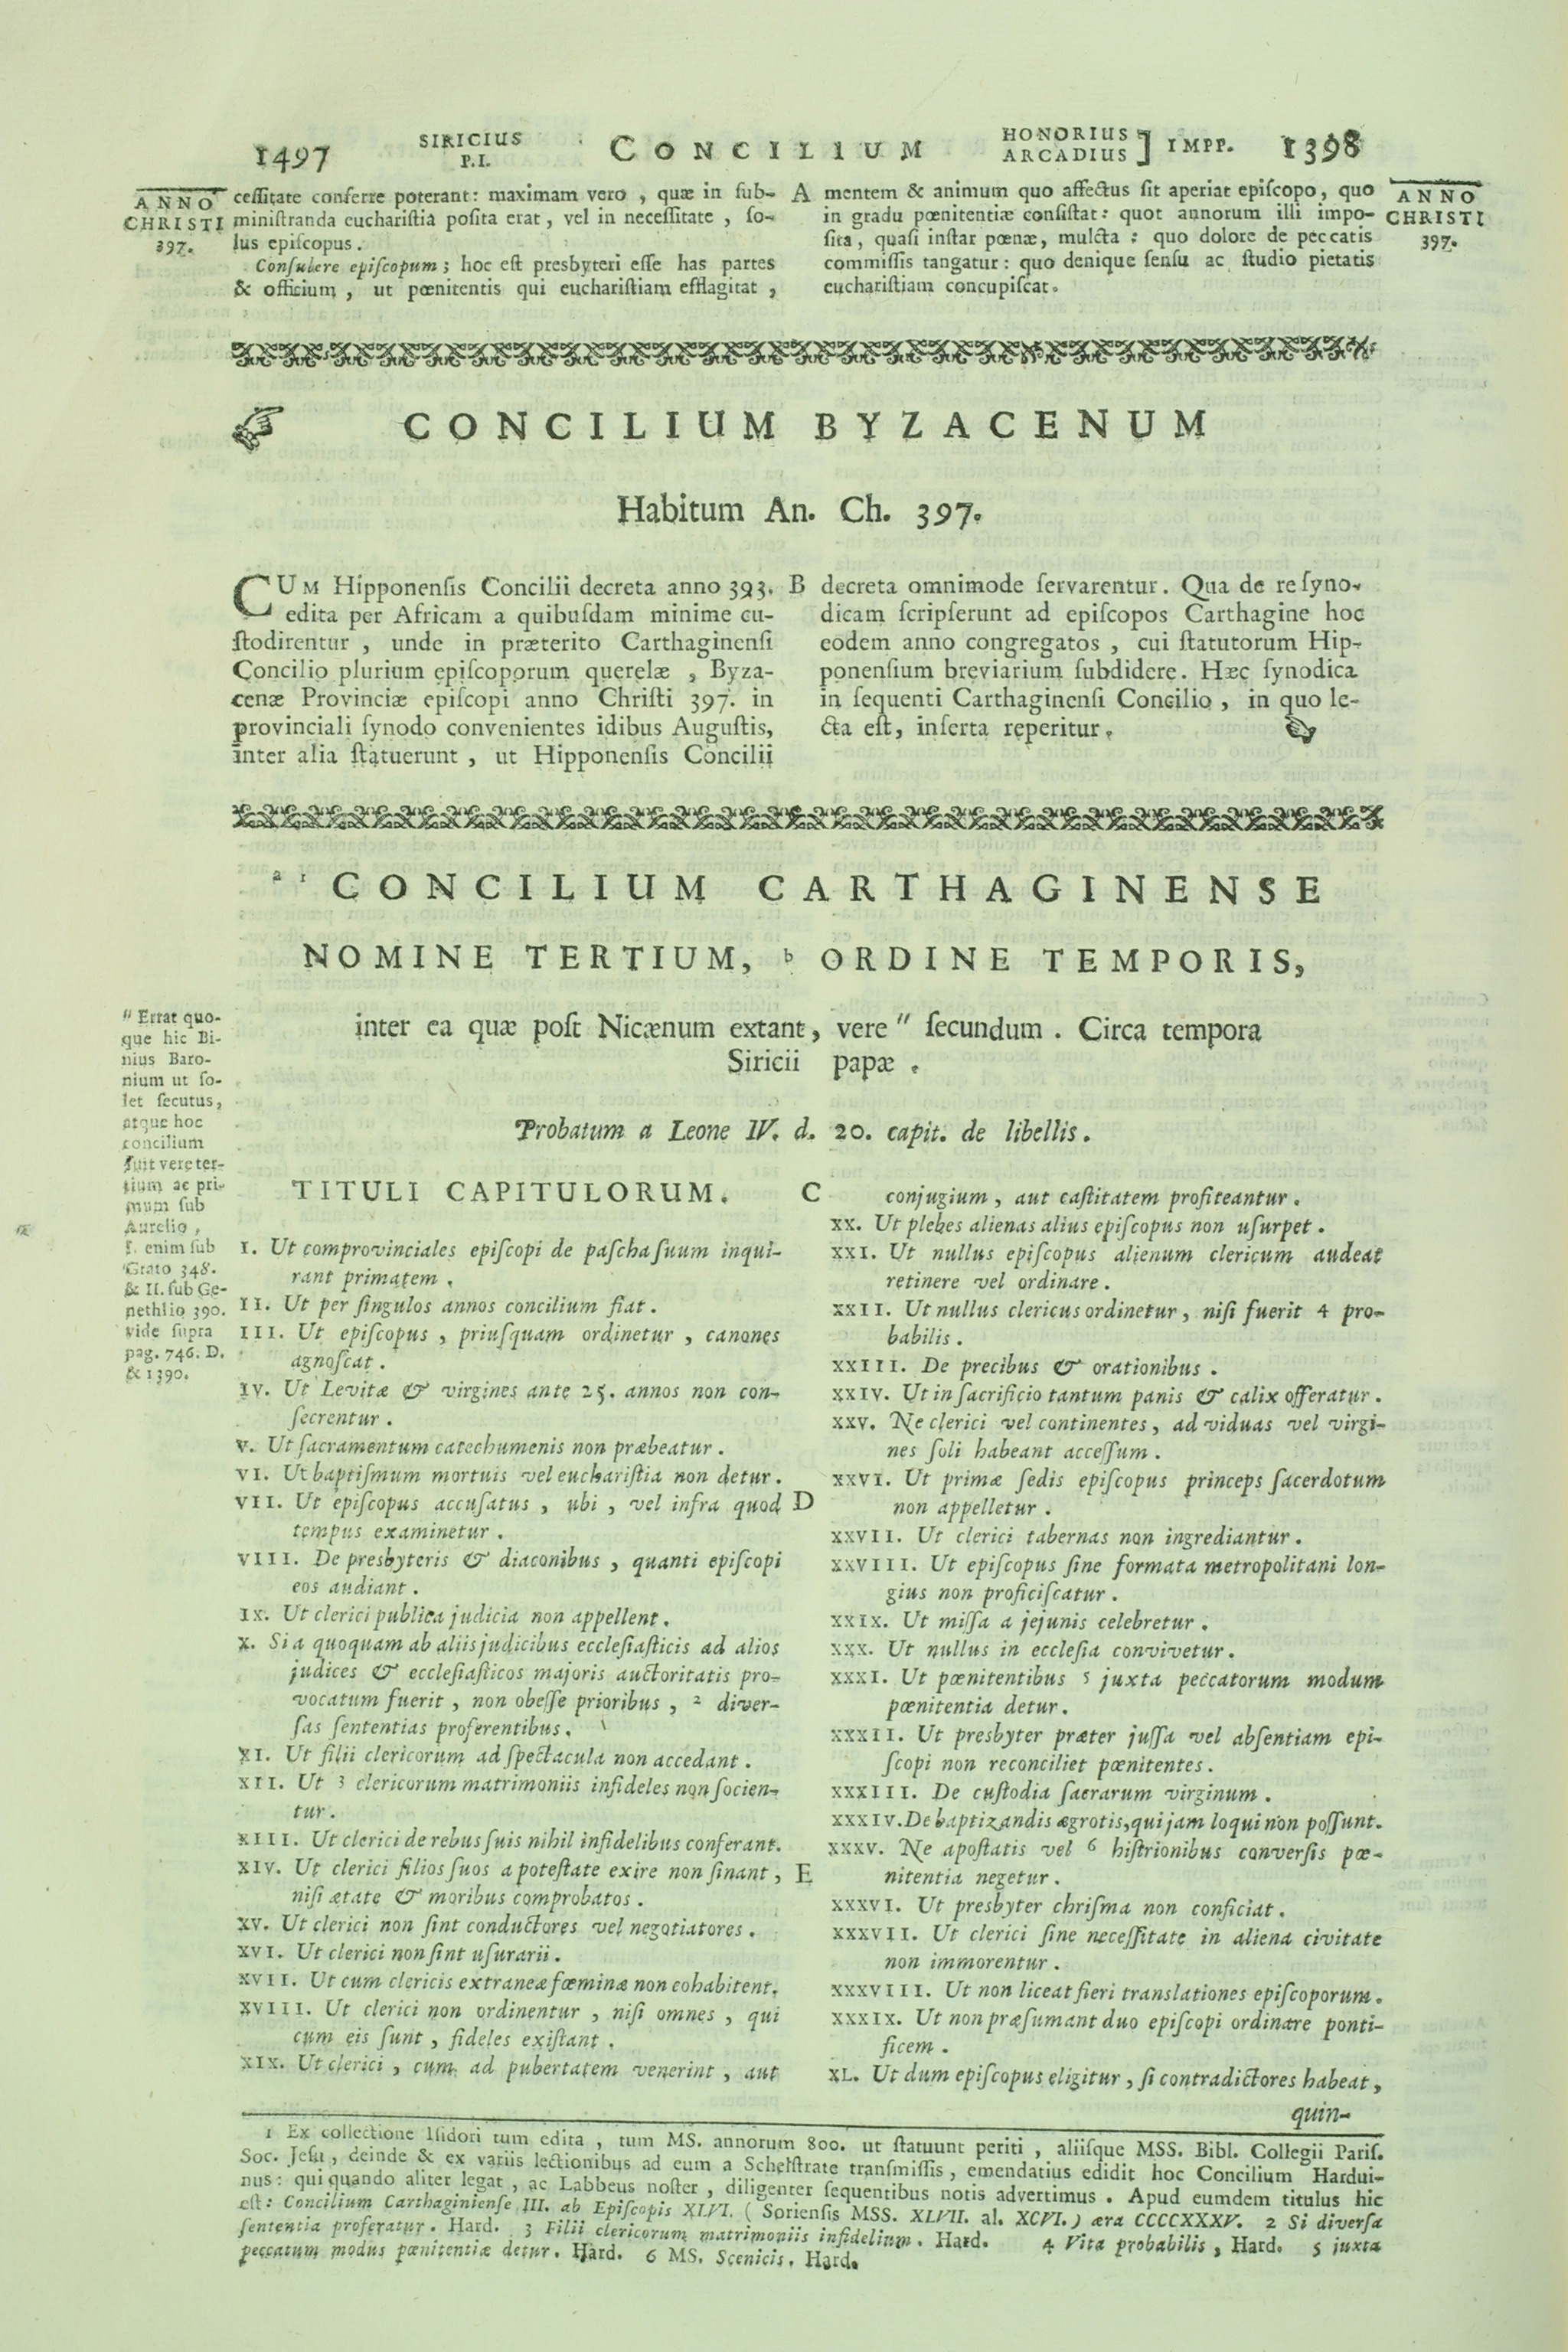 1497 SIRICIUS P.I. CONCILIUM HONORIUS ARCADIUS ] IMPP. 1398
ANNO
CHRISTI
397.
ceſſitate conferre poterant: maximam vero , quæ in ſub-
miniſtranda euchariſtia poſita erat, vel in neceſſitate , ſo-
lus epiſcopus.
Conſulere epiſcopum; hoc eſt presbyteri eſſe has partes
& officium , ut pœnitentis qui euchariſtiam efflagitat ,
A
mentem & animum quo affectus ſit aperiat epiſcopo, quo
in gradu pœnitentiæ conſiſtat: quot annorum illi impo-
ſita, quaſi inſtar pœnæ, mulcta : quo dolore de peccatis
commiſſis tangatur: quo denique ſenſu ac ſtudio pietatis
euchariſtiam concupiſcat.
ANNO
CHRISTI
397.
CONCILIUM BYZACENUM
Habitum An. Ch. 397.
CUM Hipponenſis Concilii decreta anno 393.
edita per Africam a quibuſdam minime cu-
ſtodirentur , unde in præterito Carthaginenſi
Concilio plurium epiſcoporum querelæ , Byza-
cenæ Provinciæ epiſcopi anno Chriſti 397. in
provinciali ſynodo convenientes idibus Auguſtis,
inter alia ſtatuerunt , ut Hipponenſis Concilii
B
decreta omnimode ſervarentur. Qua de re ſyno-
dicam ſcripſerunt ad epiſcopos Carthagine hoc
eodem anno congregatos , cui ſtatutorum Hip-
ponenſium breviarium ſubdidere. Hæc ſynodica
in ſequenti Carthaginenſi Concilio , in quo le-
cta eſt, inſerta reperitur.
a 1 CONCILIUM CARTHAGINENSE
NOMINE TERTIUM, b ORDINE TEMPORIS,
inter ea quæ poſt Nicænum extant, vere " ſecundum . Circa tempora
Siricii papæ .
Probatum a Leone IV. d. 20. capit. de libellis.
" Errat quo-
que hic Bi-
nius Baro-
nium ut ſo-
let ſecutus,
atque hoc
concilium
fuit vere ter-
tium ac pri-
mum ſub
Aurelio ,
I. enim ſub
Grato 348.
& II. ſub Ge-
nethlio 390.
vide ſupra
pag. 746. D.
& 1390.
TITULI CAPITULORUM.
I. Ut comprovinciales epiſcopi de paſcha ſuum inqui-
rant primatem .
II. Ut per ſingulos annos concilium fiat.
III. Ut epiſcopus , priuſquam ordinetur , canones
agnoſcat .
IV. Ut Levitæ & virgines ante 25. annos non con-
ſecrentur .
V. Ut ſacramentum catechumenis non præbeatur .
VI. Ut baptiſmum mortuis vel euchariſtia non detur.
VII. Ut epiſcopus accuſatus , ubi , vel infra quod
tempus examinetur .
VIII. De presbyteris & diaconibus , quanti epiſcopi
eos audiant .
IX. Ut clerici publica judicia non appellent .
X. Si a quoquam ab aliis judicibus eccleſiaſticis ad alios
judices & eccleſiaſticos majoris auctoritatis pro-
vocatum fuerit , non obeſſe prioribus , 2 diver-
ſas ſententias proferentibus.
XI. Ut filii clericorum ad ſpectacula non accedant .
XII. Ut 3 clericorum matrimoniis infideles non ſocien-
tur .
XIII. Ut clerici de rebus ſuis nihil infidelibus conferant.
XIV. Ut clerici filios ſuos a poteſtate exire non ſinant ,
niſi ætate & moribus comprobatos .
XV. Ut clerici non ſint conductores vel negotiatores .
XVI. Ut clerici non ſint uſurarii .
XVII. Ut cum clericis extraneæ fœminæ non cohabitent.
XVIII. Ut clerici non ordinentur , niſi omnes , qui
cum eis ſunt , fideles exiſtant .
XIX. Ut clerici , cum ad pubertatem venerint , aut
C
D
E
conjugium , aut caſtitatem profiteantur .
XX. Ut plebes alienas alius epiſcopus non uſurpet .
XXI. Ut nullus epiſcopus alienum clericum audeat
retinere vel ordinare .
XXII. Ut nullus clericus ordinetur , niſi fuerit 4 pro-
babilis .
XXIII. De precibus & orationibus .
XXIV. Ut in ſacrificio tantum panis & calix offeratur .
XXV. Ne clerici vel continentes , ad viduas vel virgi-
nes ſoli habeant acceſſum .
XXVI. Ut primæ ſedis epiſcopus princeps ſacerdotum
non appelletur .
XXVII. Ut clerici tabernas non ingrediantur .
XXVIII. Ut epiſcopus ſine formata metropolitani lon-
gius non proficiſcatur .
XXIX. Ut miſſa a jejunis celebretur .
XXX. Ut nullus in eccleſia convivetur .
XXXI. Ut pœnitentibus 5 juxta peccatorum modum
pœnitentia detur .
XXXII. Ut presbyter præter juſſa vel abſentiam epi-
ſcopi non reconciliet pœnitentes .
XXXIII. De cuſtodia ſacrarum virginum .
XXXIV. De baptizandis ægrotis, qui jam loqui non poſſunt.
XXXV. Ne apoſtatis vel 6 hiſtrionibus converſis pœ-
nitentia negetur .
XXXVI. Ut presbyter chriſma non conficiat .
XXXVII. Ut clerici ſine neceſſitate in aliena civitate
non immorentur .
XXXVIII. Ut non liceat fieri translationes epiſcoporum .
XXXIX. Ut non præſumant duo epiſcopi ordinare ponti-
ficem .
XL. Ut dum epiſcopus eligitur , ſi contradictores habeat ,
quin-
1 Ex collectione Iſidori tum edita , tum MS. annorum 800. ut ſtatuunt periti , aliiſque MSS. Bibl. Collegii Pariſ.
Soc. Jeſu , deinde & ex variis lectionibus ad eum a Schelſtrate tranſmiſſis , emendatius edidit hoc Concilium Hardui-
nus: qui quando aliter legat , ac Labbeus noſter , diligenter ſequentibus notis advertimus . Apud eumdem titulus hic
eſt: Concilium Carthaginienſe III. ab Epiſcopis XLVI. ( Sorienſis MSS. XLVII. al. XCVI. ) æra CCCCXXXV. 2 Si diverſa
ſententia proferatur. Hard. 3 Filii clericorum matrimoniis infidelium. Hard. 4 Vita probabilis , Hard. 5 juxta
peccatum modus pœnitentiæ detur. Hard. 6 MS. Scenicis. Hard.